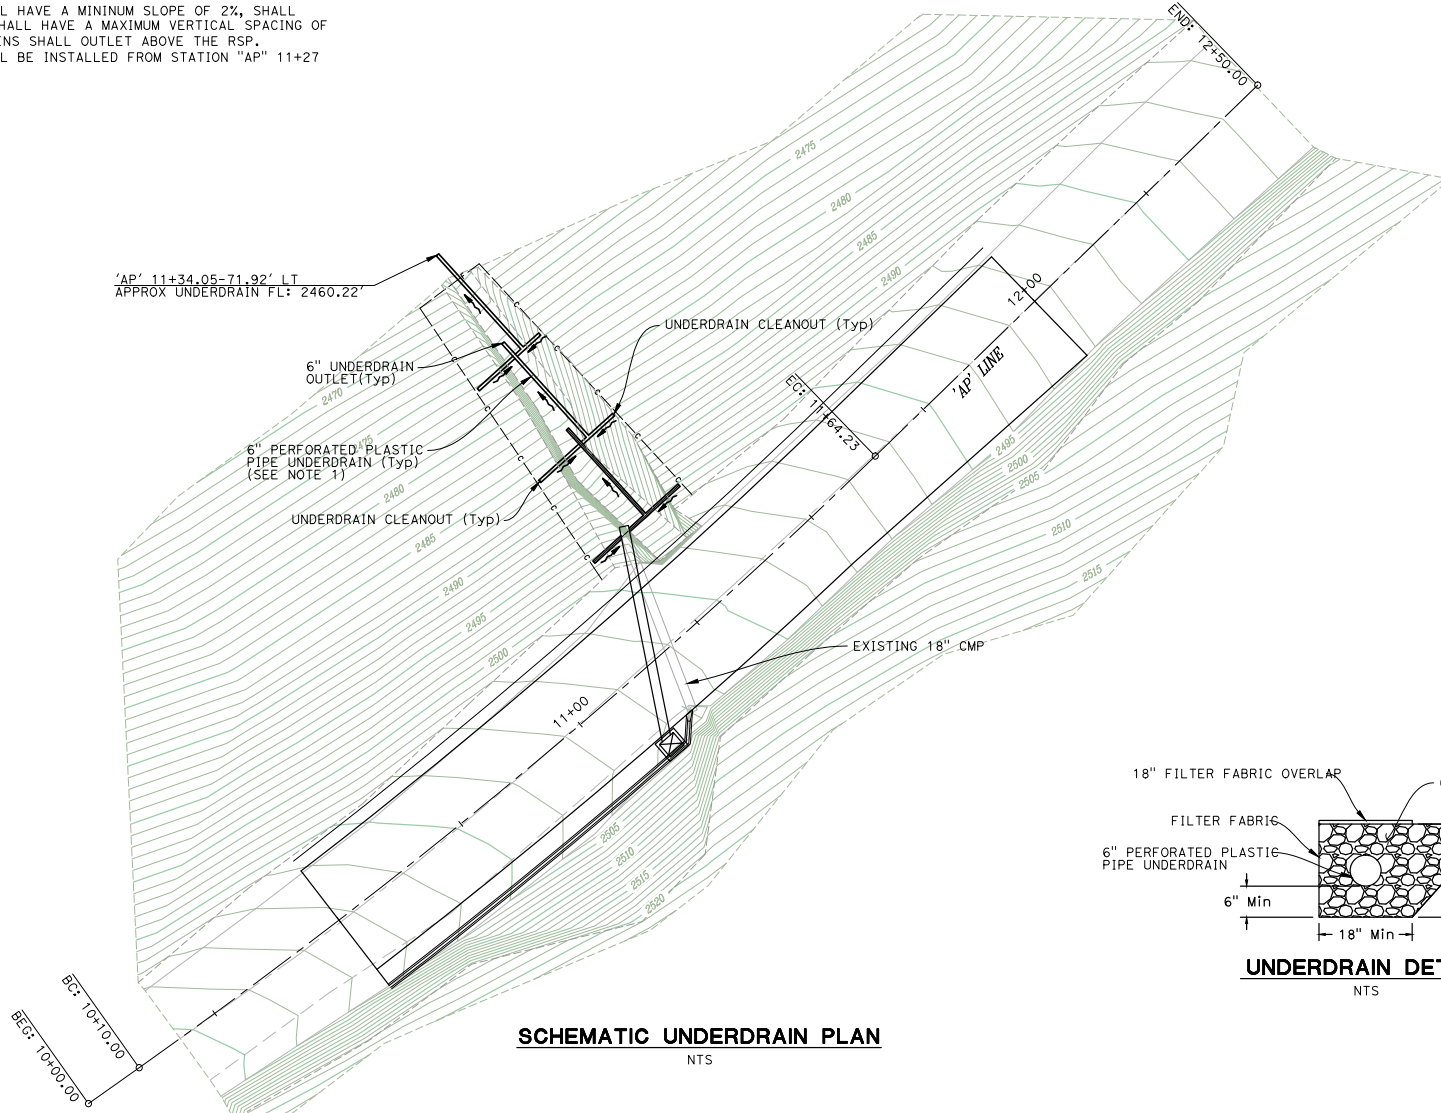 L HAVE A MININUM SLOPE OF 2%, SHALL
HALL HAVE A MAXIMUM VERTICAL SPACING OF
INS SHALL OUTLET ABOVE THE RSP.
L BE INSTALLED FROM STATION "AP" 11+27
END: 12+50.00
2475
2480
2485
2490
'AP' 11+34.05-71.92' LT
APPROX UNDERDRAIN FL: 2460.22'
12+00
UNDERDRAIN CLEANOUT (Typ)
6" UNDERDRAIN
OUTLET(Typ)
'AP' LINE
EC: 11+64.23
2470
2475
6" PERFORATED PLASTIC
PIPE UNDERDRAIN (Typ)
(SEE NOTE 1)
2480
2495
2500
2505
2510
UNDERDRAIN CLEANOUT (Typ)
2485
2490
2495
2500
2515
EXISTING 18" CMP
11+00
2505
2510
2515
2520
18" FILTER FABRIC OVERLAP
FILTER FABRIC
6" PERFORATED PLASTIC
PIPE UNDERDRAIN
6" Min
18" Min
UNDERDRAIN DET
NTS
BC: 10+10.00
BEG: 10+00.00
SCHEMATIC UNDERDRAIN PLAN
NTS